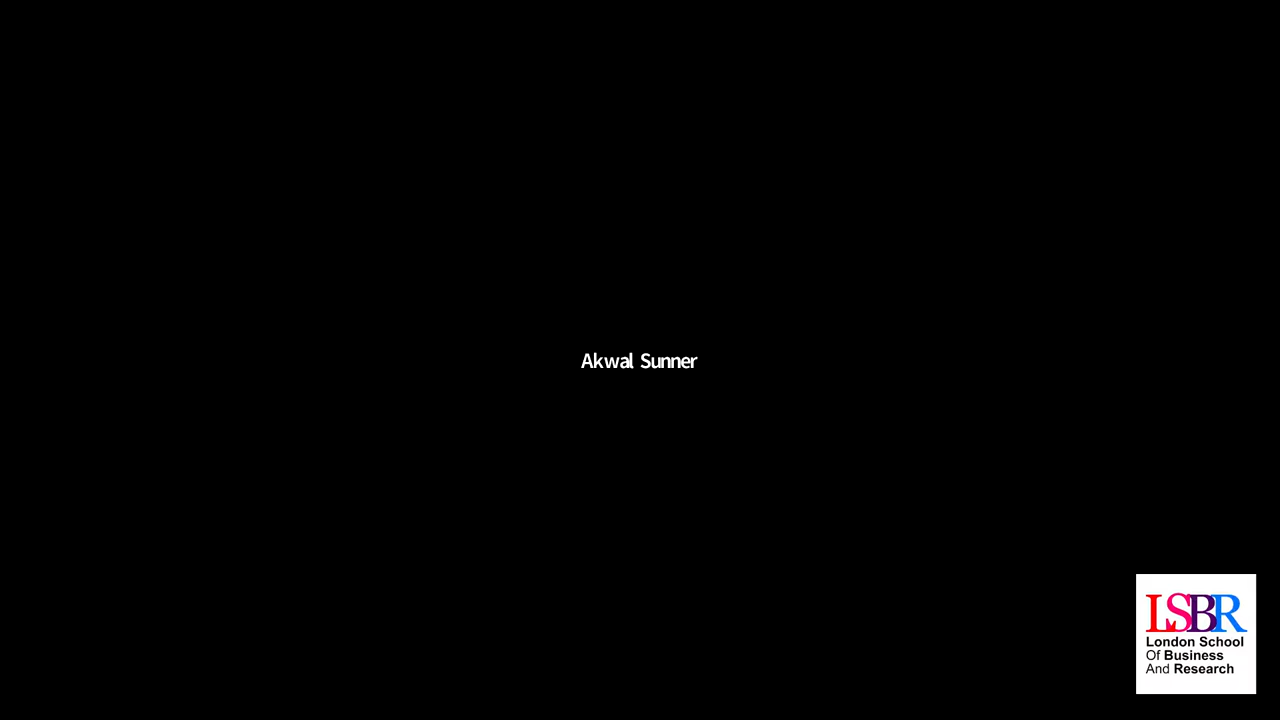 Akwal Sunner
LSBR
London School
Of Business
And Research